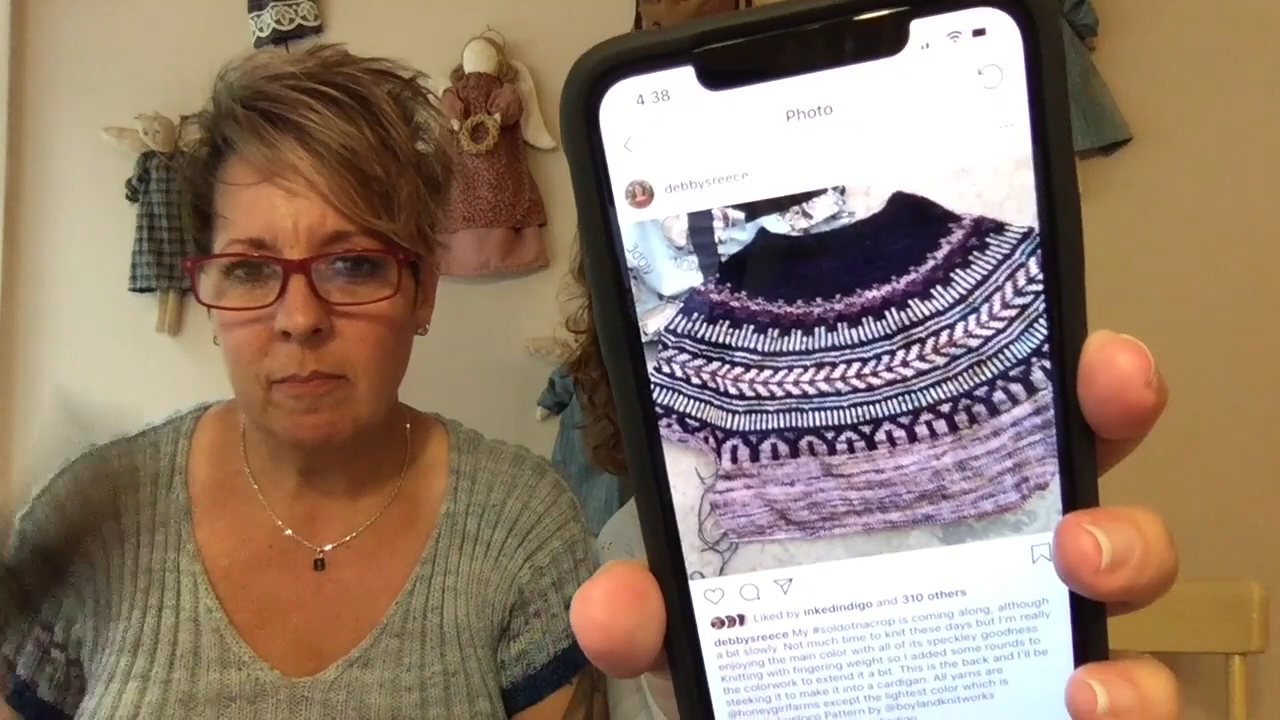 4 38
Photo
debbysreece
NOPE
Liked by inkedindigo and 310 others
debbysreece My #soldotnacrop is coming along, although
a bit slowly. Not much time to knit these days but I'm really
enjoying the main color with all of its speckley goodness
Knitting with fingering weight so I added some rounds to
the colorwork to extend it a bit. This is the back and I'll be
steeking it to make it into a cardigan. All yarns are
@honeygirlfarms except the lightest color which is
Pattern by @boylandknitworks